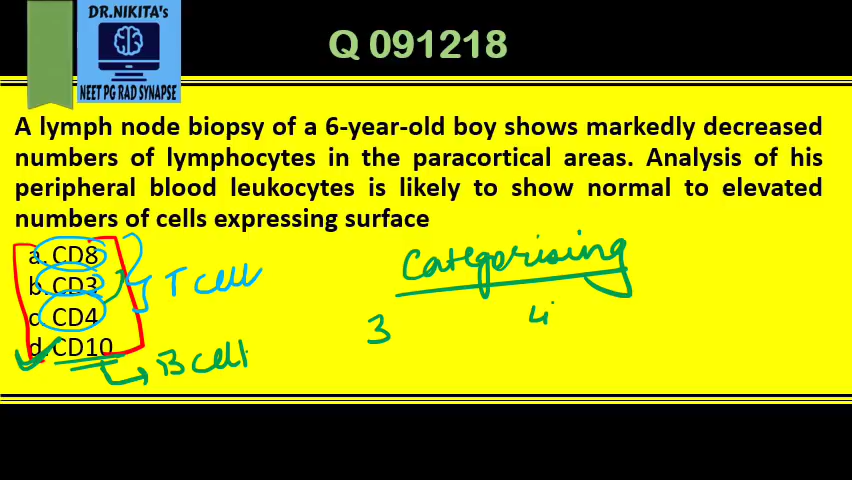 DR.NIKITA's
NEET PG RAD SYNAPSE
Q 091218
A lymph node biopsy of a 6-year-old boy shows markedly decreased
numbers of lymphocytes in the paracortical areas. Analysis of his
peripheral blood leukocytes is likely to show normal to elevated
numbers of cells expressing surface
a. CD8
b. CD3
c CD4
d. CD10
T cell
B cell
Categorising
3
4